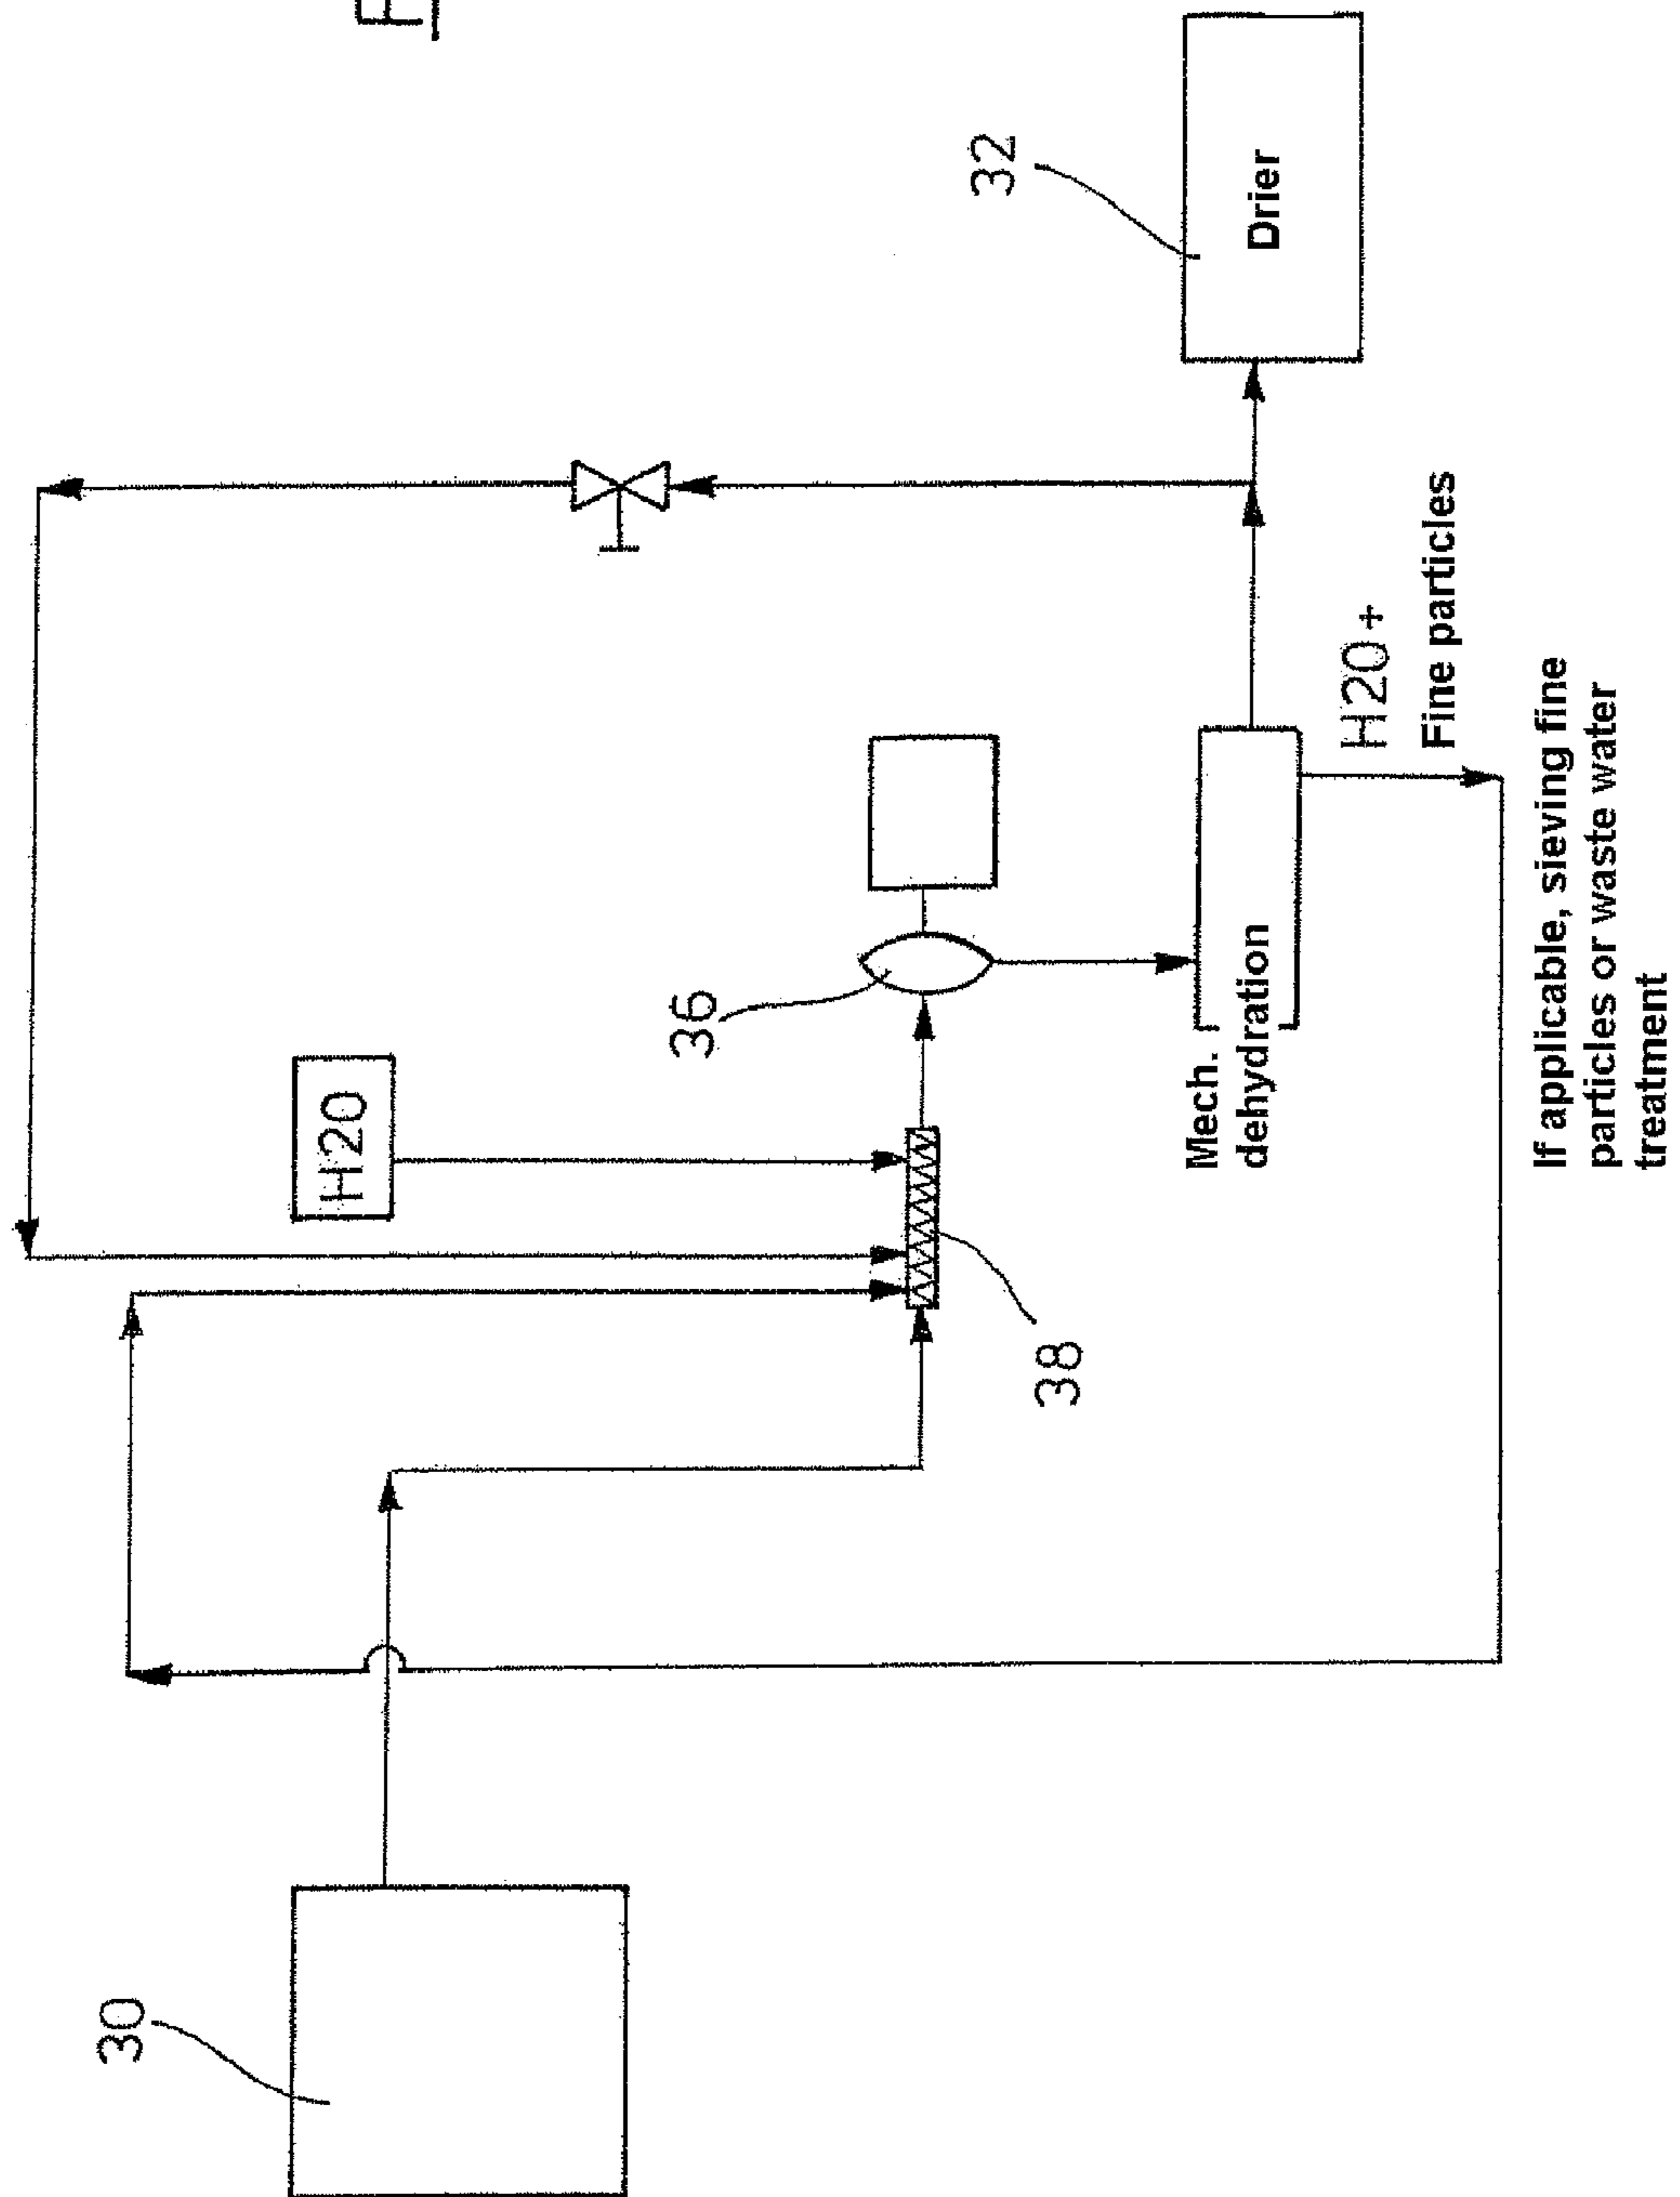 30
H20
38
36
Mech.
dehydration
H20+
Fine particles
If applicable, sieving fine
particles or waste water
treatment
32
Drier